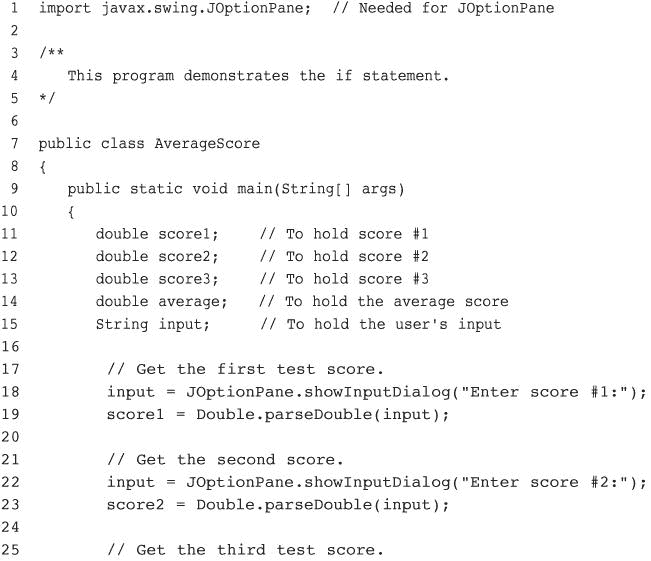 1 import javax.swing.JOptionPane;  // Needed for JOptionPane
2
3 /**
4    This program demonstrates the if statement.
5 */
6
7 public class AverageScore
8 {
9    public static void main(String[] args)
10    {
11       double score1;    // To hold score #1
12       double score2;    // To hold score #2
13       double score3;    // To hold score #3
14       double average;   // To hold the average score
15       String input;     // To hold the user's input
16
17       // Get the first test score.
18       input = JOptionPane.showInputDialog("Enter score #1:");
19       score1 = Double.parseDouble(input);
20
21       // Get the second score.
22       input = JOptionPane.showInputDialog("Enter score #2:");
23       score2 = Double.parseDouble(input);
24
25       // Get the third test score.